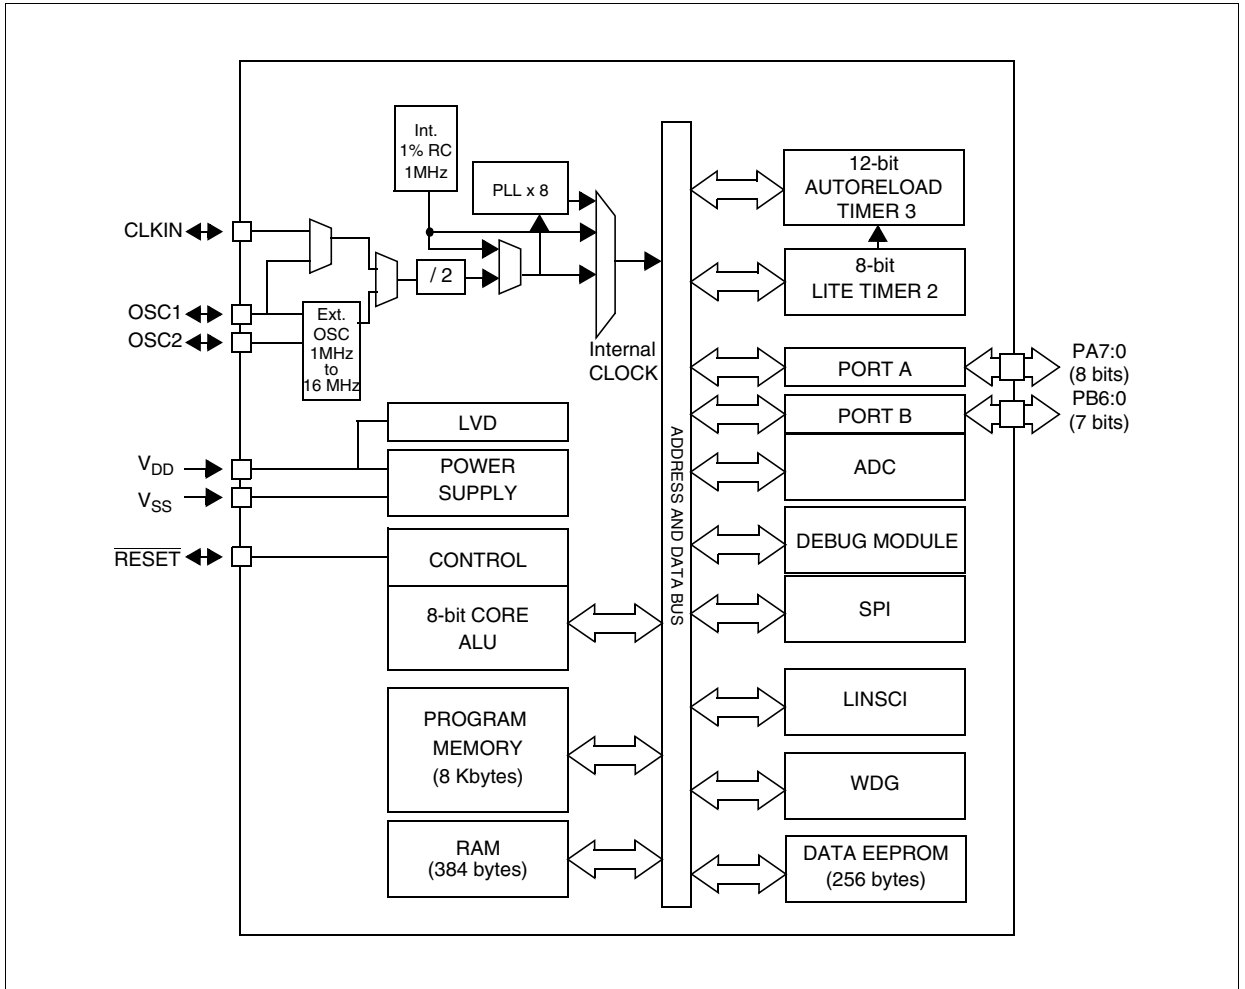 Int.
1% RC
1MHz
PLL x 8
CLKIN
/ 2
OSC1
OSC2
Ext.
OSC
1MHz
to
16 MHz
Internal
CLOCK
LVD
VDD
VSS
POWER
SUPPLY
RESET
CONTROL
8-bit CORE
ALU
PROGRAM
MEMORY
(8 Kbytes)
RAM
(384 bytes)
ADDRESS AND DATA BUS
12-bit
AUTORELOAD
TIMER 3
8-bit
LITE TIMER 2
PORT A
PA7:0
(8 bits)
PORT B
PB6:0
(7 bits)
ADC
DEBUG MODULE
SPI
LINSCI
WDG
DATA EEPROM
(256 bytes)